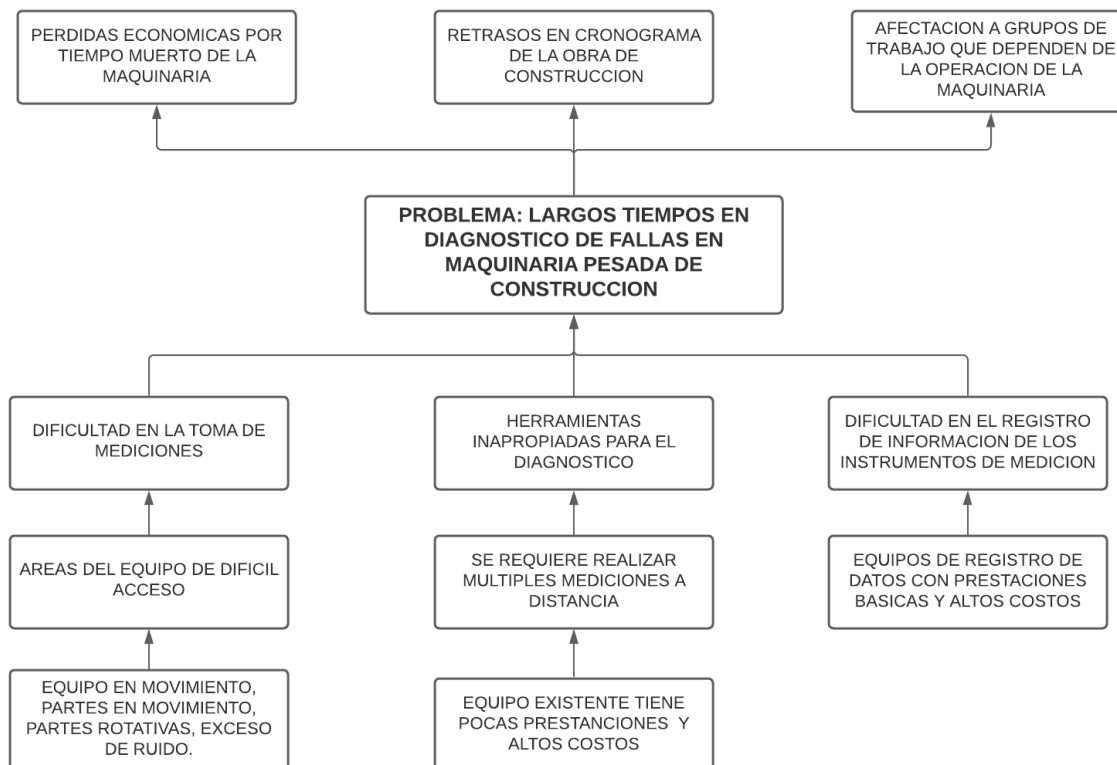 PERDIDAS ECONOMICAS POR
TIEMPO MUERTO DE LA
MAQUINARIA
RETRASOS EN CRONOGRAMA
DE LA OBRA DE
CONSTRUCCION
AFECTACION A GRUPOS DE
TRABAJO QUE DEPENDEN DE
LA OPERACION DE LA
MAQUINARIA
PROBLEMA: LARGOS TIEMPOS EN
DIAGNOSTICO DE FALLAS EN
MAQUINARIA PESADA DE
CONSTRUCCION
DIFICULTAD EN LA TOMA DE
MEDICIONES
HERRAMIENTAS
INAPROPIADAS PARA EL
DIAGNOSTICO
DIFICULTAD EN EL REGISTRO
DE INFORMACION DE LOS
INSTRUMENTOS DE MEDICION
AREAS DEL EQUIPO DE DIFICIL
ACCESO
SE REQUIERE REALIZAR
MULTIPLES MEDICIONES A
DISTANCIA
EQUIPOS DE REGISTRO DE
DATOS CON PRESTACIONES
BASICAS Y ALTOS COSTOS
EQUIPO EN MOVIMIENTO,
PARTES EN MOVIMIENTO,
PARTES ROTATIVAS, EXCESO
DE RUIDO.
EQUIPO EXISTENTE TIENE
POCAS PRESTANCIONES Y
ALTOS COSTOS